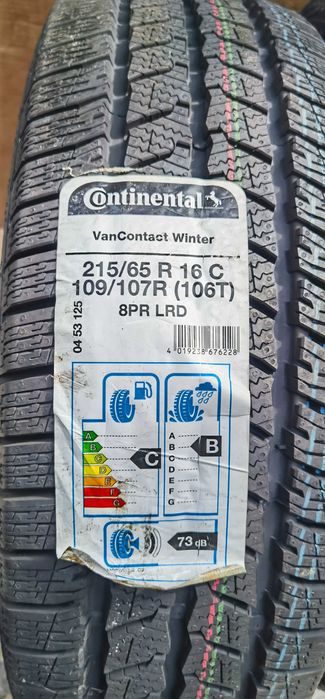 Continental
VanContact Winter
215/65 R 16 C
109/107R (106T)
8PR LRD
04 53 125
4 019238 676228
A
B
C
D
E
F
G
C
A
B
C
D
E
F
G
B
73 dB